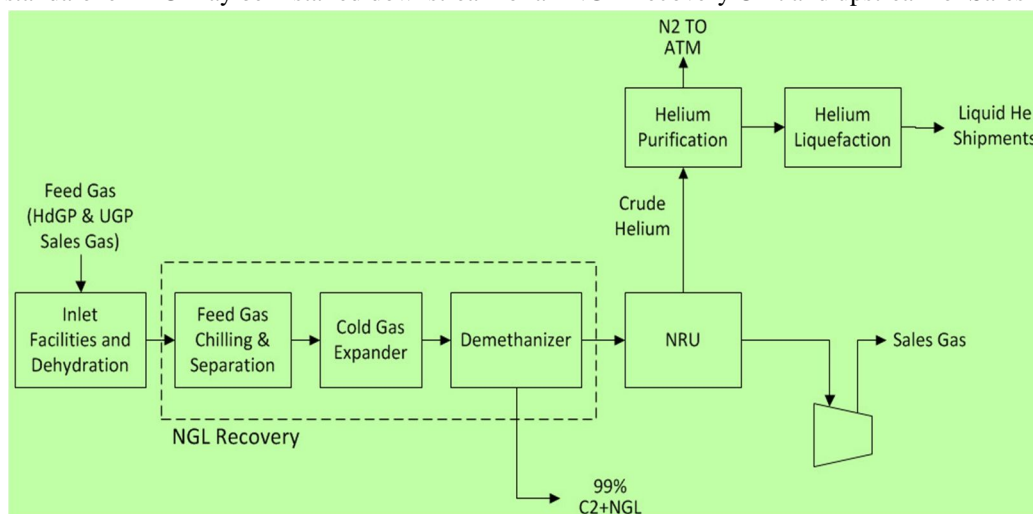 N2 TO
ATM
Helium
Purification
Helium
Liquefaction
Liquid He
Shipments
Feed Gas
(HdGP & UGP
Sales Gas)
Crude
Helium
Inlet
Facilities and
Dehydration
Feed Gas
Chilling &
Separation
Cold Gas
Expander
Demethanizer
NRU
Sales Gas
NGL Recovery
99%
C2+NGL